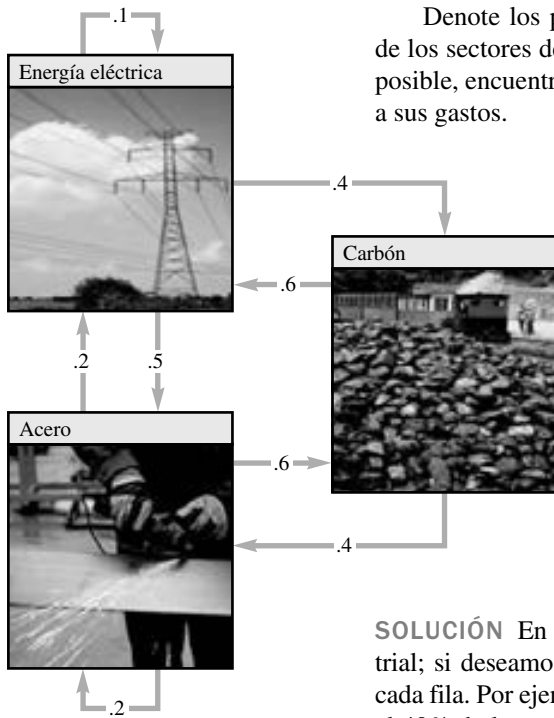 .1
Denote los p
de los sectores de
posible, encuentr
a sus gastos.
Energía eléctrica
.4
Carbón
.6
.2
.5
Acero
.6
.4
.2
SOLUCIÓN En
trial; si deseamo
cada fila. Por ejer